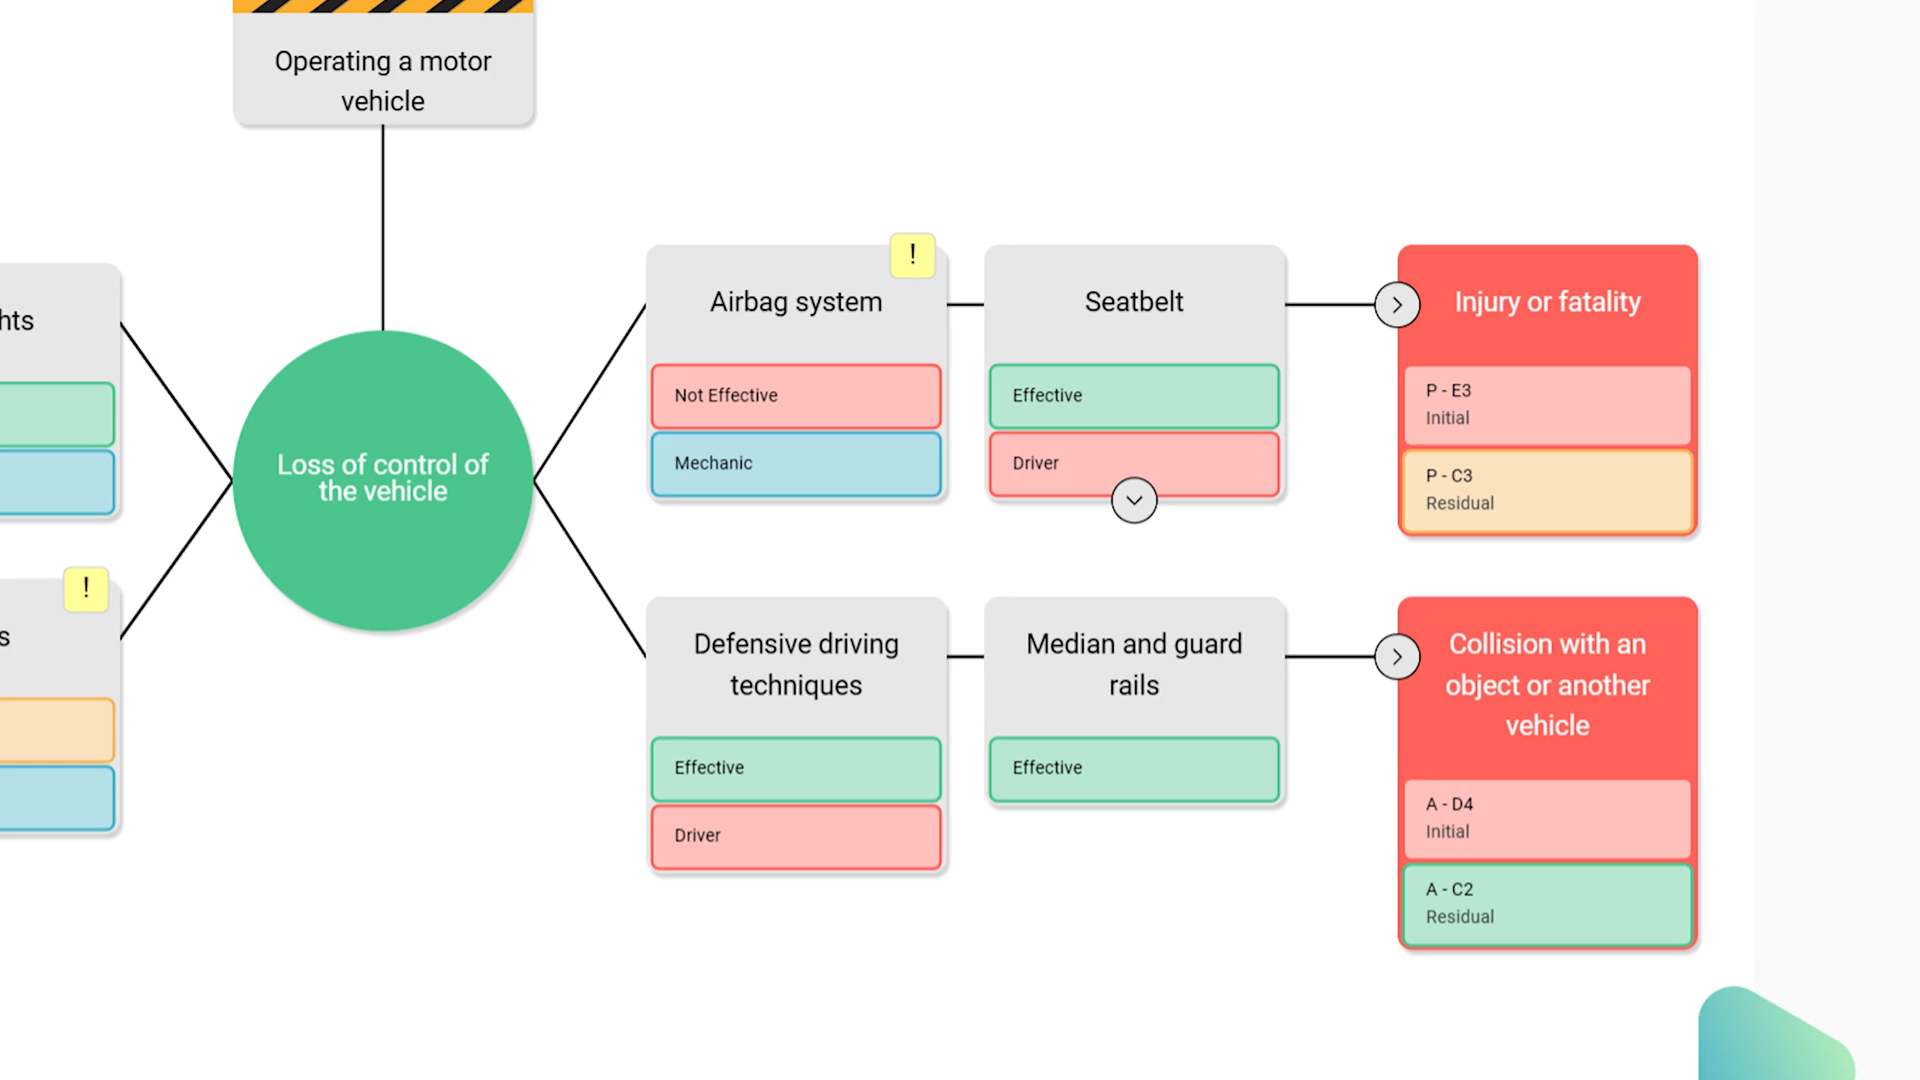 Operating a motor
vehicle
!
Airbag system
Not Effective
Mechanic
Seatbelt
Effective
Driver
Injury or fatality
P - E3
Initial
P - C3
Residual
Loss of control of
the vehicle
!
Defensive driving
techniques
Effective
Driver
Median and guard
rails
Effective
Collision with an
object or another
vehicle
A - D4
Initial
A - C2
Residual